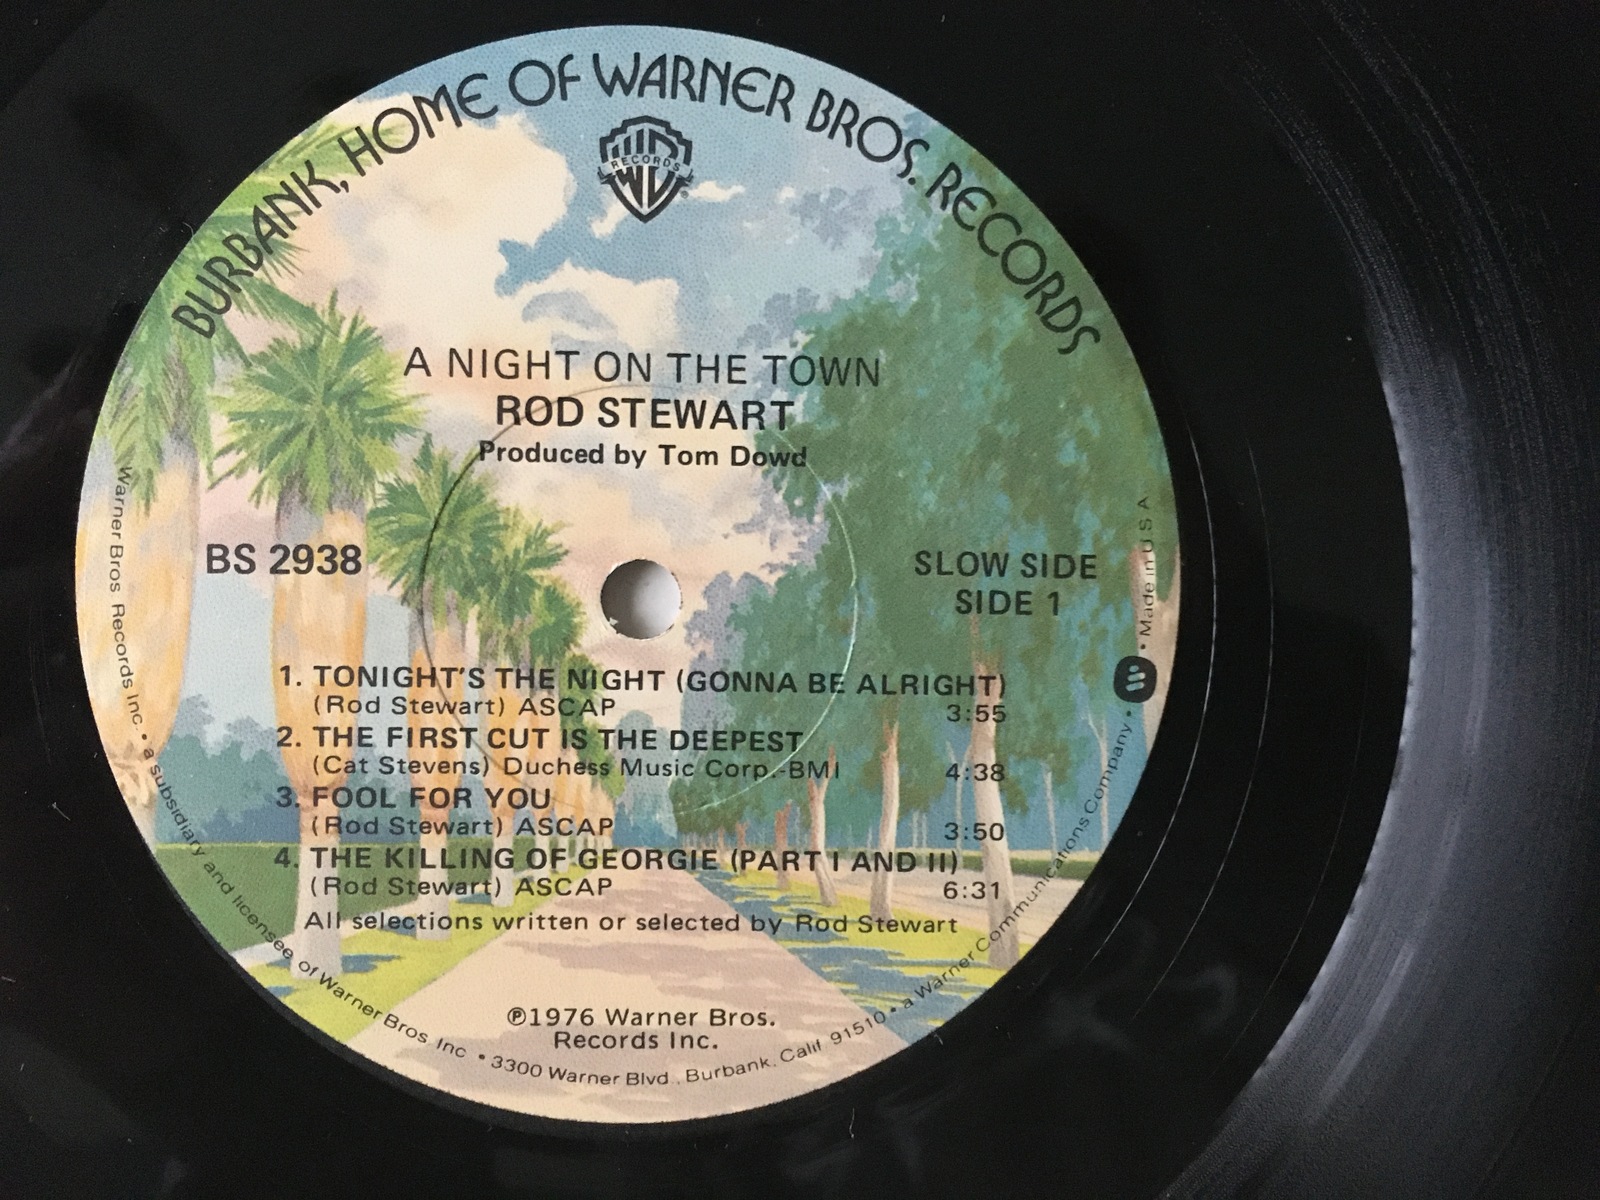 BURBANK, HOME OF WARNER BROS. RECORDS
RECORDS
A NIGHT ON THE TOWN
ROD STEWART
Produced by Tom Dowd
BS 2938
SLOW SIDE
SIDE 1
1. TONIGHT'S THE NIGHT (GONNA BE ALRIGHT)
(Rod Stewart) ASCAP 3:55
2. THE FIRST CUT IS THE DEEPEST
(Cat Stevens) Duchess Music Corp.-BMI 4:38
3. FOOL FOR YOU
(Rod Stewart) ASCAP 3:50
4. THE KILLING OF GEORGIE (PART I AND II)
(Rod Stewart) ASCAP 6:31
All selections written or selected by Rod Stewart
℗1976 Warner Bros.
Records Inc.
Warner Bros. Records Inc. • a subsidiary and licensee of Warner Bros. Inc. • 3300 Warner Blvd., Burbank, Calif. 91510 • a Warner Communications Company • Made in U S A